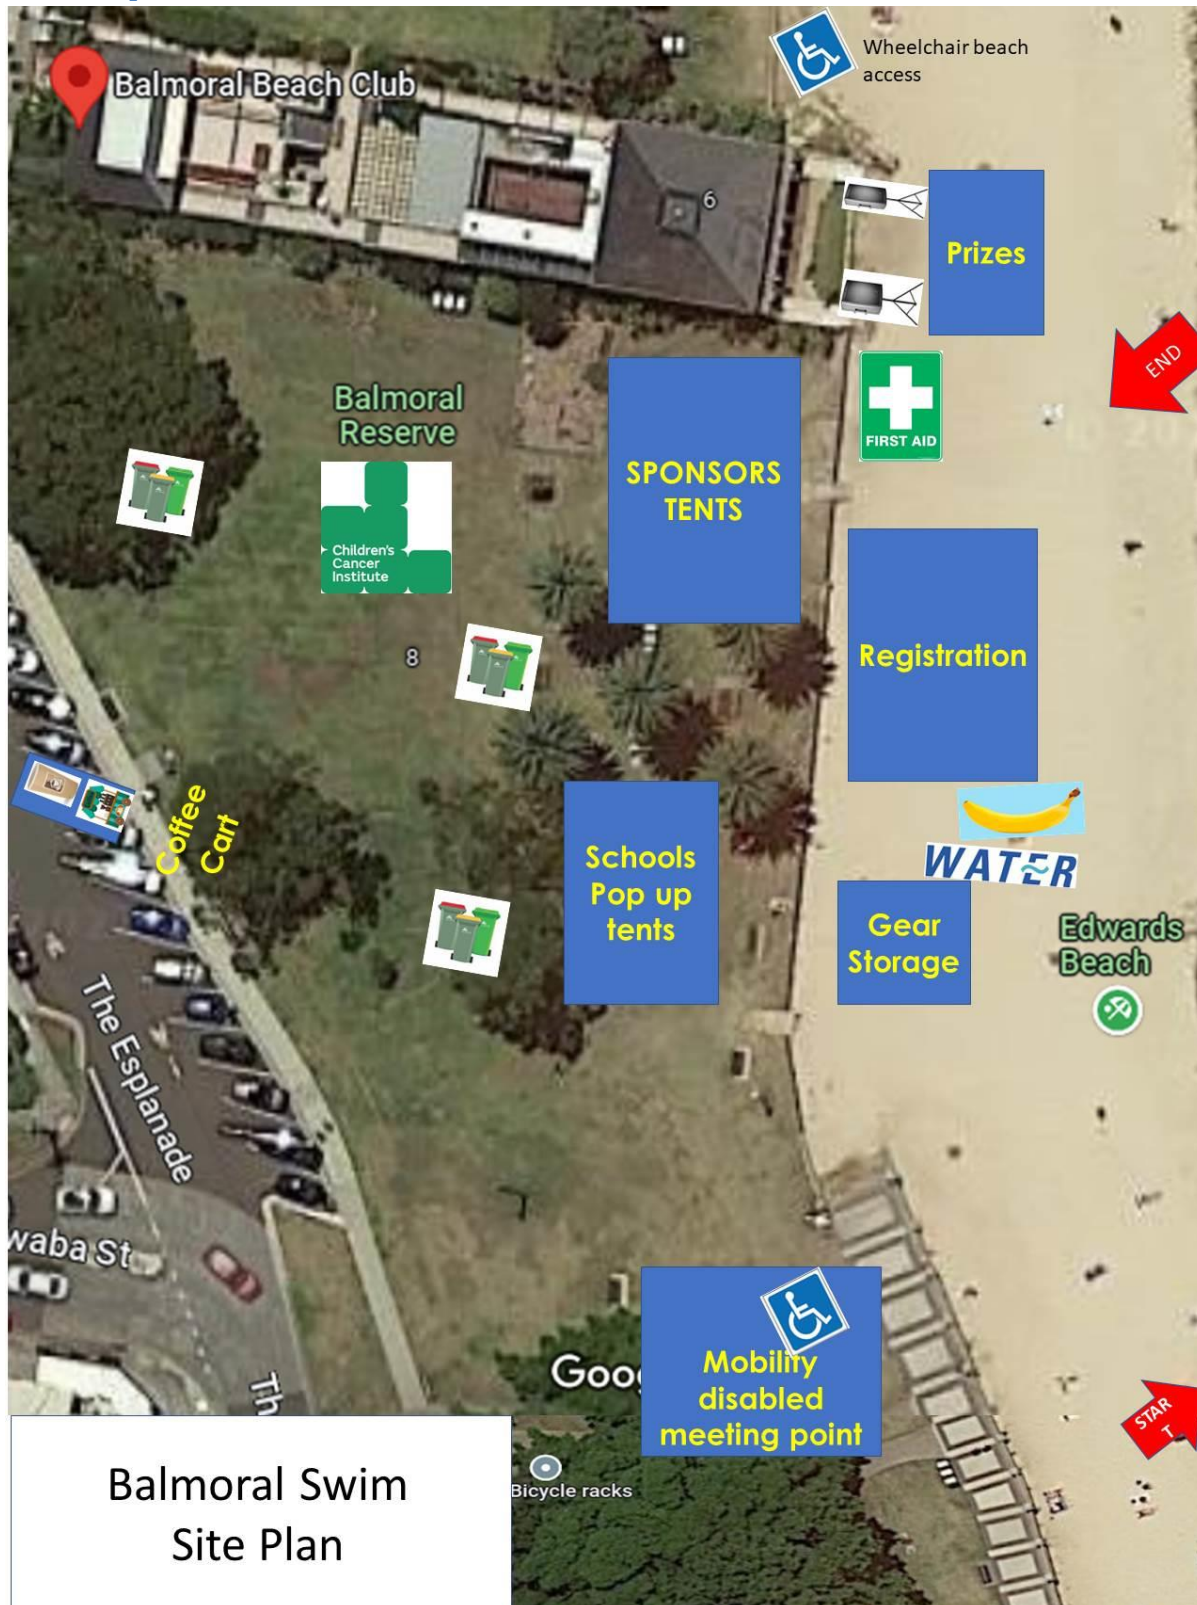 Wheelchair beach
access
Balmoral Beach Club
6
Prizes
END
Balmoral
Reserve
FIRST AID
SPONSORS
TENTS
Children's
Cancer
Institute
8
Registration
Coffee
Cart
WATER
Schools
Pop up
tents
Gear
Storage
Edwards
Beach
The Esplanade
waba St
Goo
Mobility
disabled
meeting point
Th
STAR
T
Bicycle racks
Balmoral Swim
Site Plan